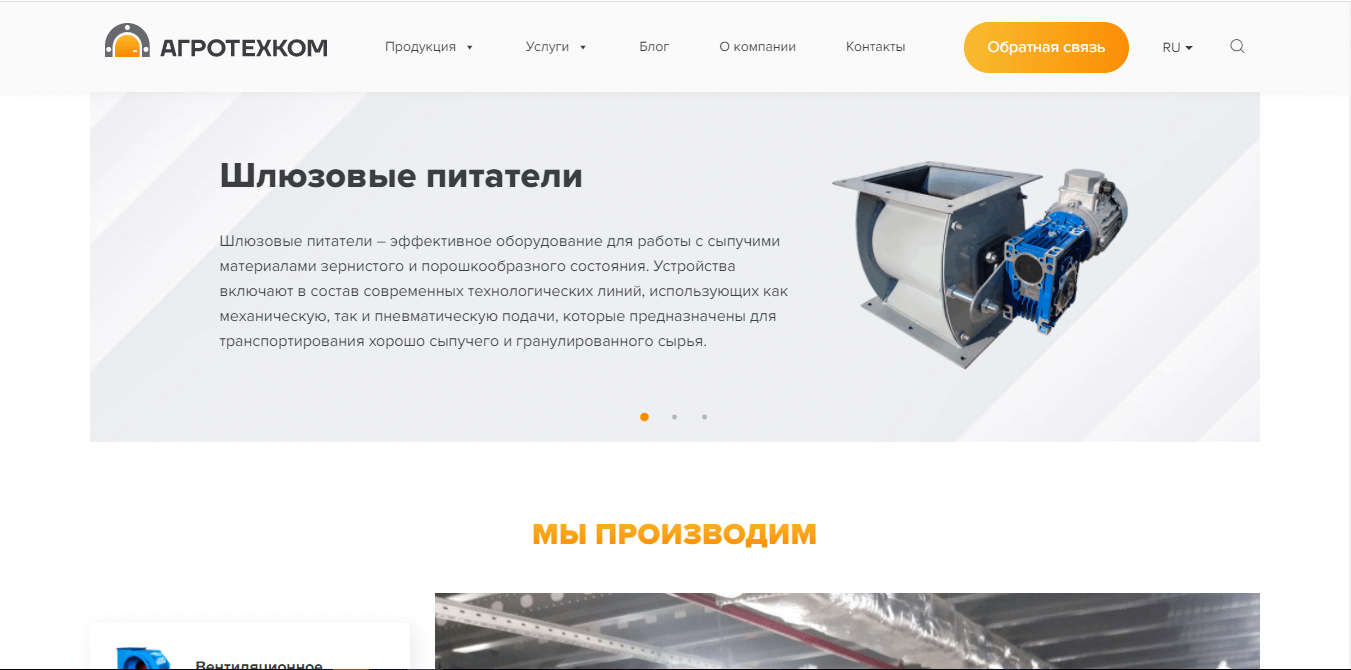 АГРОТЕХКОМ
Продукция
Услуги
Блог
О компании
Контакты
Обратная связь
RU
Шлюзовые питатели
Шлюзовые питатели – эффективное оборудование для работы с сыпучими
материалами зернистого и порошкообразного состояния. Устройства
включают в состав современных технологических линий, использующих как
механическую, так и пневматическую подачи, которые предназначены для
транспортирования хорошо сыпучего и гранулированного сырья.
МЫ ПРОИЗВОДИМ
Вентиляционное